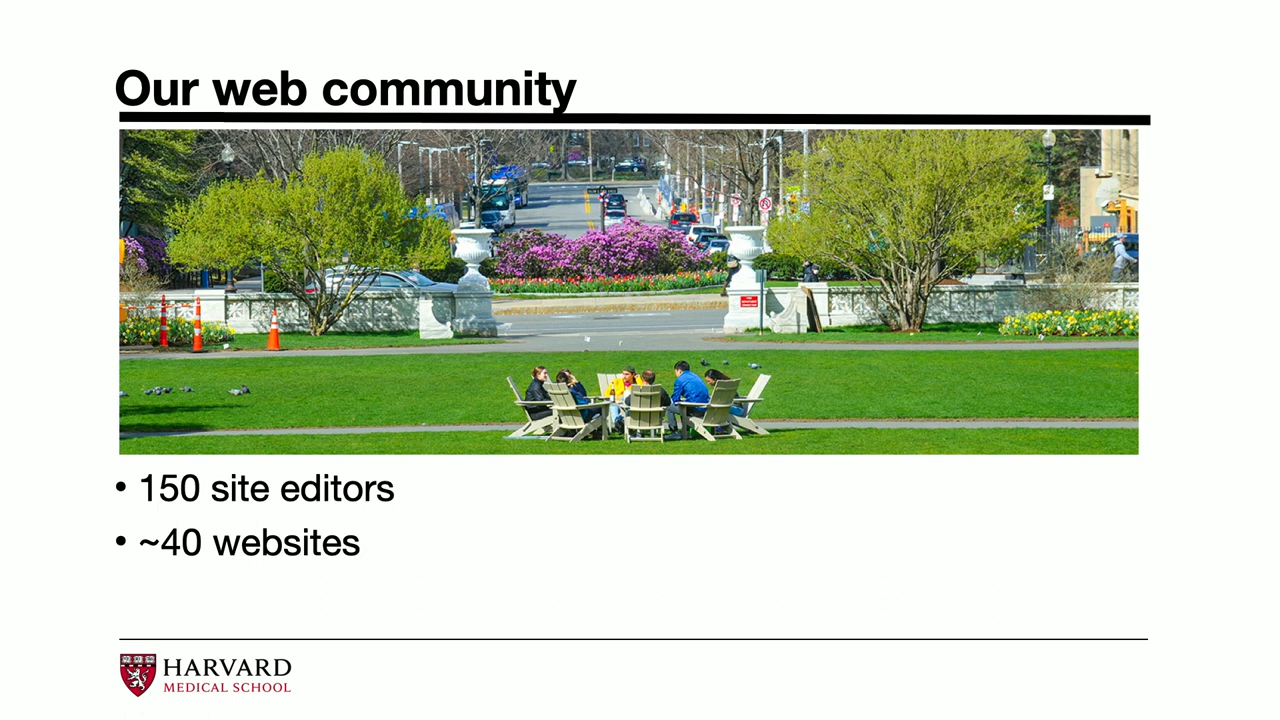 Our web community
• 150 site editors
• ~40 websites
HARVARD
MEDICAL SCHOOL